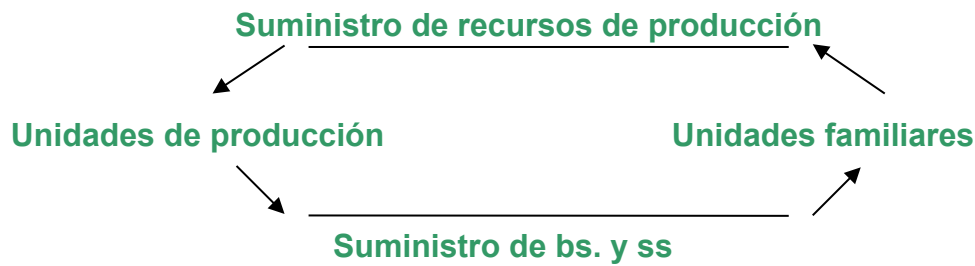 Suministro de recursos de producción
Unidades de producción
Unidades familiares
Suministro de bs. y ss